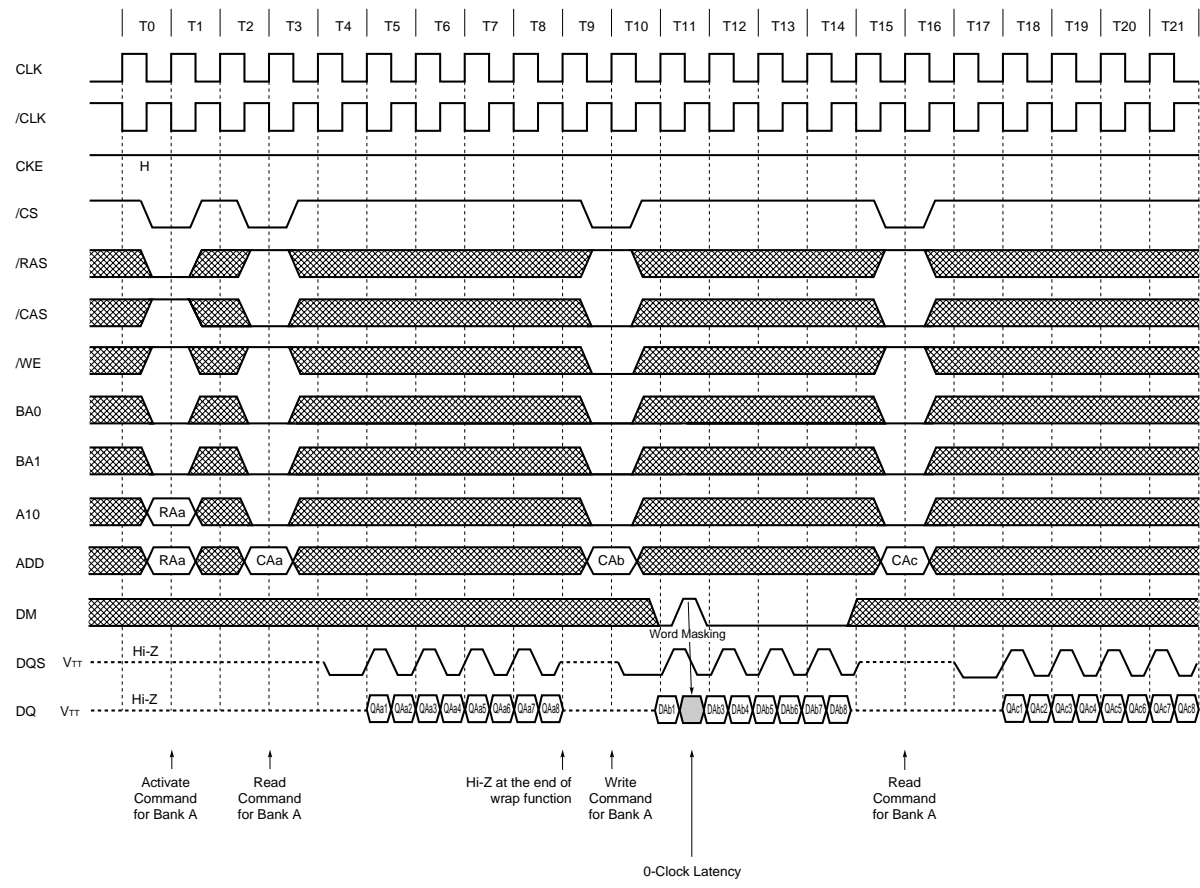 T0 T1 T2 T3 T4 T5 T6 T7 T8 T9 T10 T11 T12 T13 T14 T15 T16 T17 T18 T19 T20 T21
CLK
/CLK
CKE H
/CS
/RAS
/CAS
/WE
BA0
BA1
A10 RAa
ADD RAa CAa CAb CAc
DM
Word Masking
DQS VTT Hi-Z
DQ VTT Hi-Z QAa1 QAa2 QAa3 QAa4 QAa5 QAa6 QAa7 QAa8 DAb1 DAb3 DAb4 DAb5 DAb6 DAb7 DAb8 QAc1 QAc2 QAc3 QAc4 QAc5 QAc6 QAc7 QAc8
Activate
Command
for Bank A
Read
Command
for Bank A
Hi-Z at the end of
wrap function
Write
Command
for Bank A
Read
Command
for Bank A
0-Clock Latency